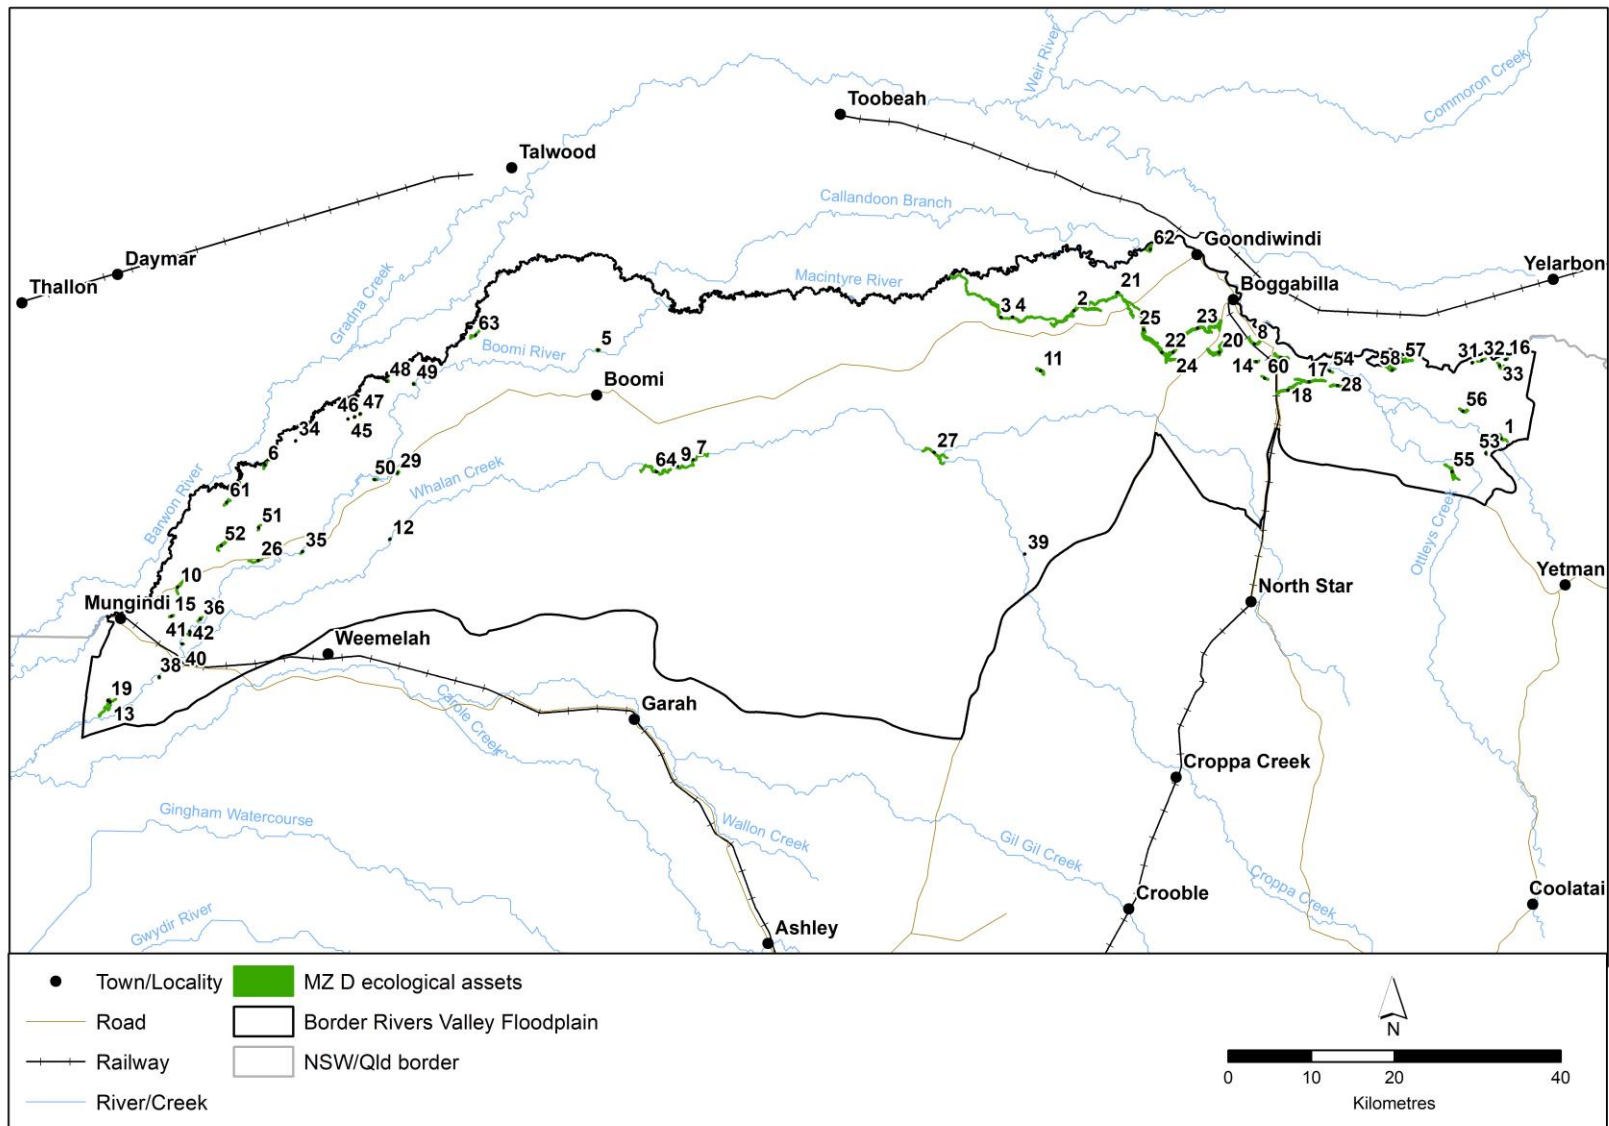 Weir River
Commoron Creek
Toobeah
Talwood
Callandoon Branch
62
Goondiwindi
Daymar
Thallon
Macintyre River
Yelarbon
Gradna Creek
21
Boggabilla
3 4
2
63
25
23
8
5
Boomi River
22
20
54
58
57
31
32
16
11
24
14
60
17
33
48
49
Boomi
18
28
46
47
45
34
56
27
1
53
6
7
9
64
50
29
55
Whalan Creek
Barwon River
61
51
12
52
35
39
Ottleys Creek
26
10
Yetman
North Star
Mungindi
15
36
41
42
Weemelah
38
40
19
13
Carole Creek
Garah
Croppa Creek
Gingham Watercourse
Wallon Creek
Gil Gil Creek
Croppa Creek
Crooble
Coolatai
Gwydir River
Ashley
Town/Locality
MZ D ecological assets
Road
Border Rivers Valley Floodplain
Railway
NSW/Qld border
River/Creek
N
0 10 20 40
Kilometres